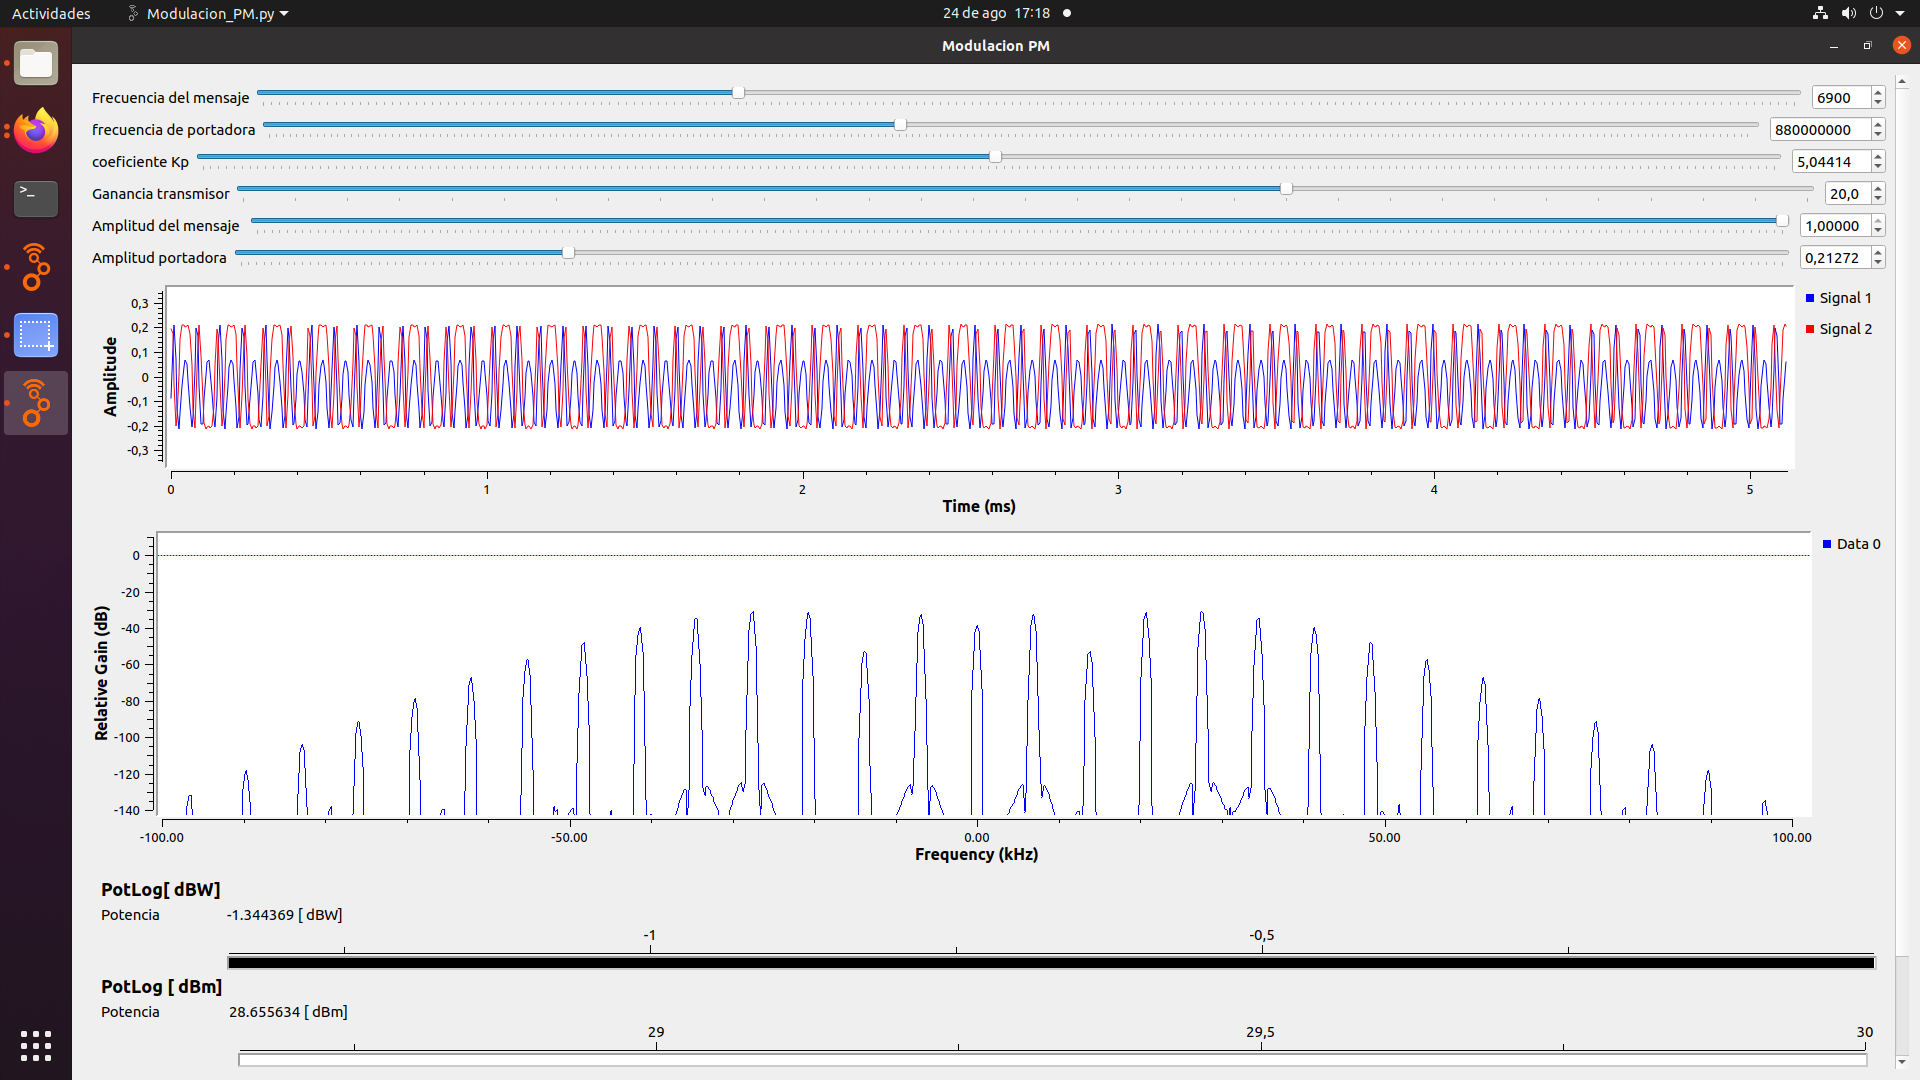 Actividades Modulacion_PM.py 24 de ago 17:18
Modulacion PM
Frecuencia del mensaje 6900
frecuencia de portadora 880000000
coeficiente Kp 5,04414
Ganancia transmisor 20,0
Amplitud del mensaje 1,00000
Amplitud portadora 0,21272
Signal 1
Signal 2
Amplitude
0,3
0,2
0,1
0
-0,1
-0,2
-0,3
0 1 2 3 4 5
Time (ms)
Data 0
Relative Gain (dB)
0
-20
-40
-60
-80
-100
-120
-140
-100.00 -50.00 0.00 50.00 100.00
Frequency (kHz)
PotLog[ dBW]
Potencia -1.344369 [ dBW]
-1 -0,5
PotLog [ dBm]
Potencia 28.655634 [ dBm]
29 29,5 30